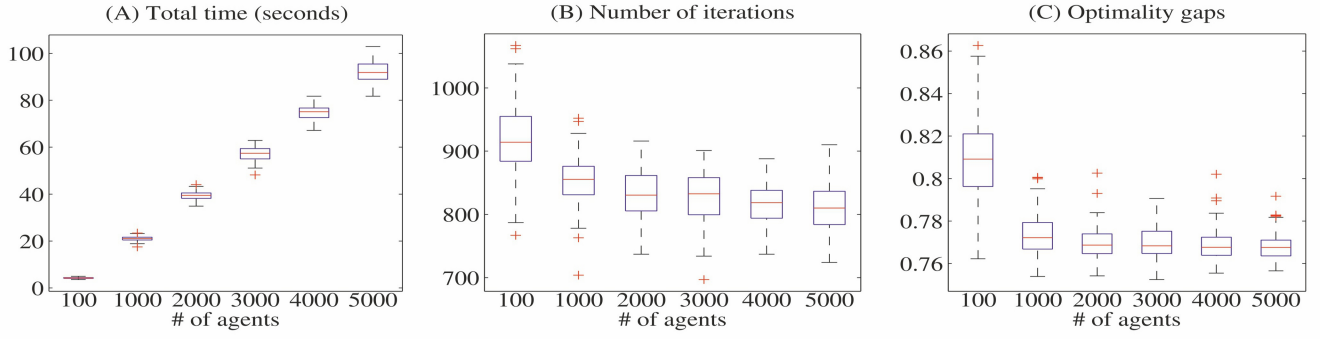 (A) Total time (seconds)
100
80
60
40
20
0
100 1000 2000 3000 4000 5000
# of agents
(B) Number of iterations
1000
900
800
700
100 1000 2000 3000 4000 5000
# of agents
(C) Optimality gaps
0.86
0.84
0.82
0.8
0.78
0.76
100 1000 2000 3000 4000 5000
# of agents